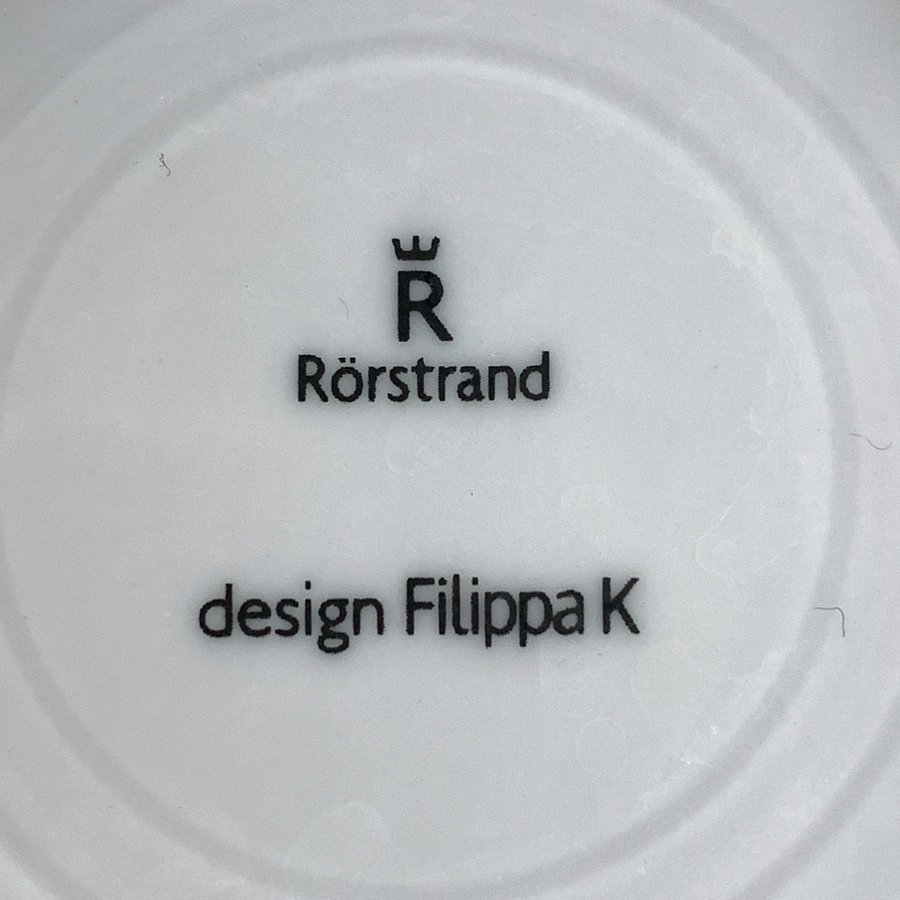 R
Rörstrand
design Filippa K